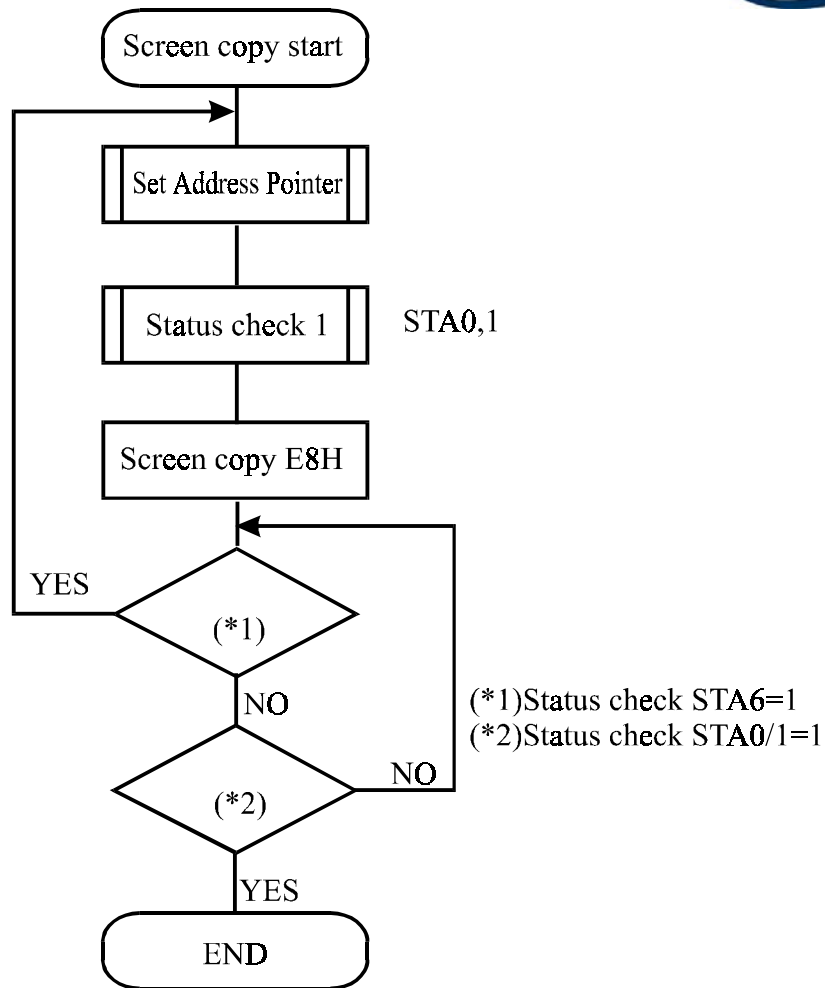 Screen copy start
Set Address Pointer
Status check 1
STA0,1
Screen copy E8H
YES
(*1)
NO
(*1)Status check STA6=1
(*2)Status check STA0/1=1
NO
(*2)
YES
END